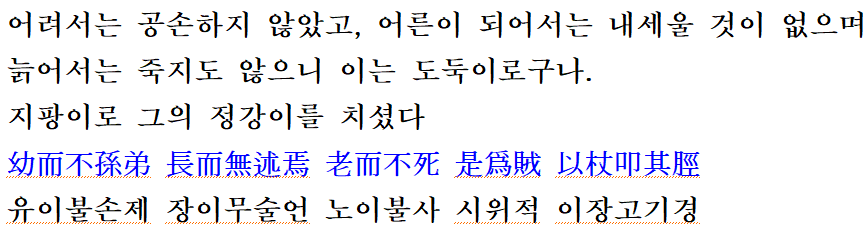 어려서는 공손하지 않았고, 어른이 되어서는 내세울 것이 없으며
늙어서는 죽지도 않으니 이는 도둑이로구나.
지팡이로 그의 정강이를 치셨다
幼而不孫弟 長而無述焉 老而不死 是爲賊 以杖叩其脛
유이불손제 장이무술언 노이불사 시위적 이장고기경